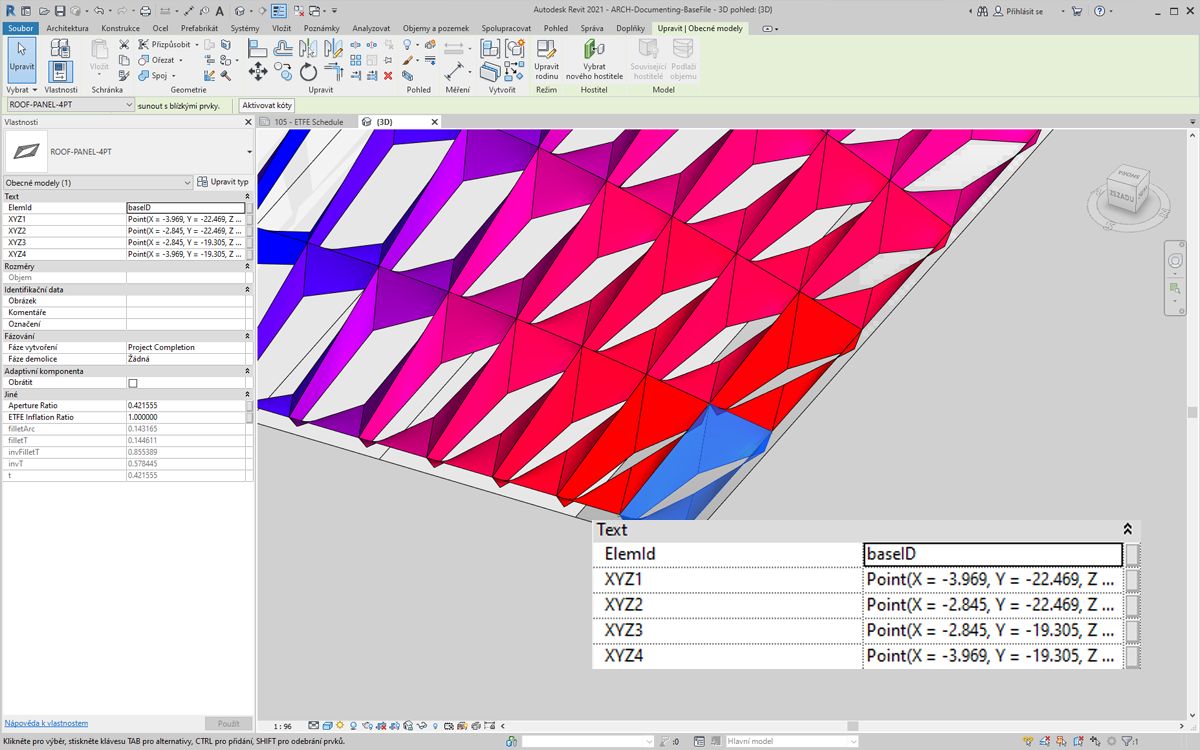 Autodesk Revit 2021 - ARCH-Documenting-BaseFile - 3D pohled: {3D}
Přihlásit se
Soubor Architektura Konstrukce Ocel Prefabrikát Systémy Vložit Poznámky Analyzovat Objemy a pozemek Spolupracovat Pohled Správa Doplňky Upravit | Obecné modely
Upravit
Vložit
Přizpůsobit
Ořezat
Spoj
Upravit rodinu
Vybrat nového hostitele
Související hostitelé
Podlaží objemu
Vybrat Vlastnosti Schránka Geometrie Upravit Pohled Měření Vytvořit Režim Hostitel Model
ROOF-PANEL-4PT
sunout s blízkými prvky.
Aktivovat kóty
Vlastnosti
105 - ETFE Schedule
{3D}
ROOF-PANEL-4PT
Obecné modely (1)
Upravit typ
Text
ElemId baseID
XYZ1 Point(X = -3.969, Y = -22.469, Z ...
XYZ2 Point(X = -2.845, Y = -22.469, Z ...
XYZ3 Point(X = -2.845, Y = -19.305, Z ...
XYZ4 Point(X = -3.969, Y = -19.305, Z ...
Rozměry
Objem
Identifikační data
Obrázek
Komentáře
Označení
Fázování
Fáze vytvoření Project Completion
Fáze demolice Žádná
Adaptivní komponenta
Obrátit
Jiné
Aperture Ratio 0.421555
ETFE Inflation Ratio 1.000000
filletArc 0.143165
filletT 0.144611
invFilletT 0.855389
invT 0.578445
t 0.421555
Text
ElemId baseID
XYZ1 Point(X = -3.969, Y = -22.469, Z ...
XYZ2 Point(X = -2.845, Y = -22.469, Z ...
XYZ3 Point(X = -2.845, Y = -19.305, Z ...
XYZ4 Point(X = -3.969, Y = -19.305, Z ...
Nápověda k vlastnostem
Použít
1 : 96
Klikněte pro výběr, stiskněte klávesu TAB pro alternativy, CTRL pro přidání, SHIFT pro odebrání prvků.
:0
Hlavní model
:1